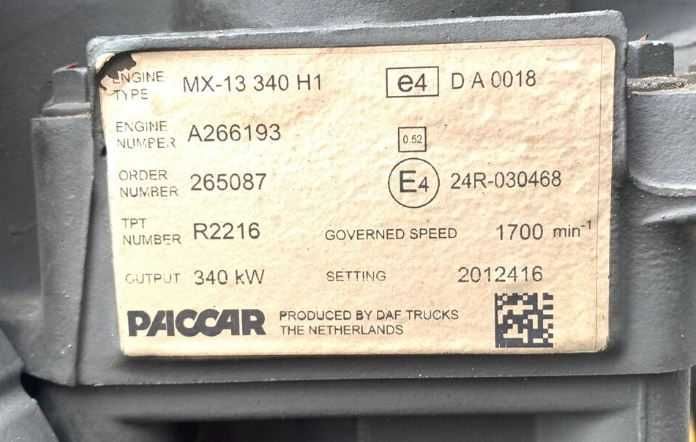 ENGINE TYPE MX-13 340 H1 e4 D A 0018
ENGINE NUMBER A266193 0.52
ORDER NUMBER 265087 E4 24R-030468
TPT NUMBER R2216 GOVERNED SPEED 1700 min-1
OUTPUT 340 kW SETTING 2012416
PACCAR PRODUCED BY DAF TRUCKS
THE NETHERLANDS